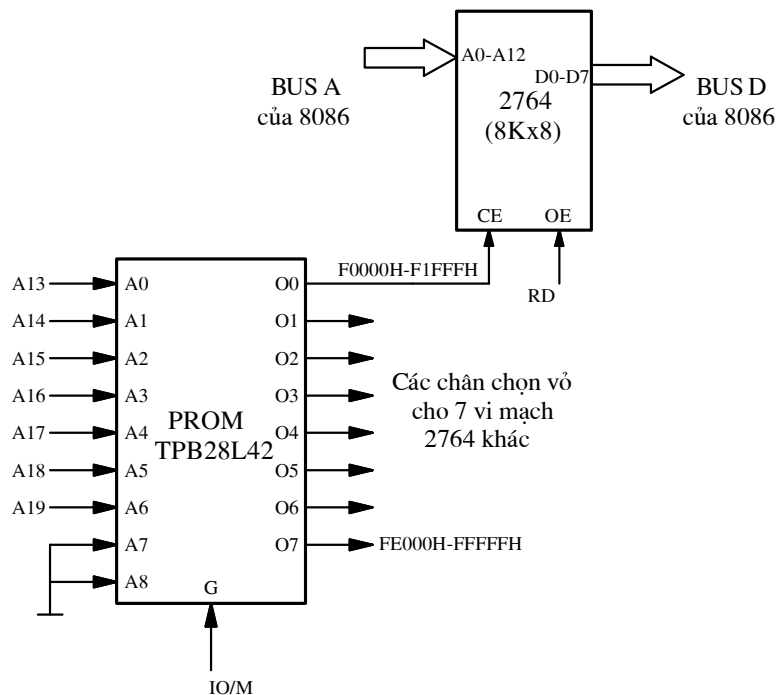 BUS A
của 8086
A0-A12
D0-D7
2764
(8Kx8)
CE
OE
BUS D
của 8086
F0000H-F1FFFH
RD
A13
A14
A15
A16
A17
A18
A19
A0
A1
A2
A3
A4
A5
A6
A7
A8
PROM
TPB28L42
G
O0
O1
O2
O3
O4
O5
O6
O7
Các chân chọn vỏ
cho 7 vi mạch
2764 khác
FE000H-FFFFFH
IO/M